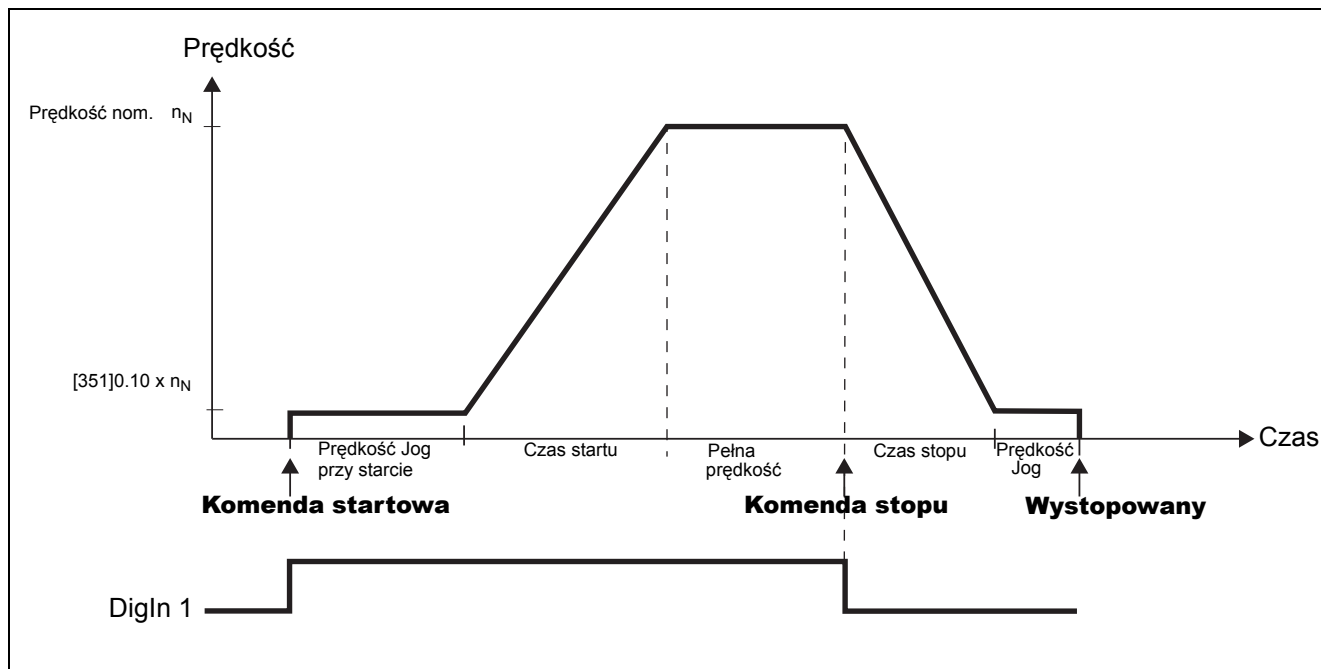 Prędkość
Prędkość nom. nN
[351]0.10 x nN
Czas
Prędkość Jog
przy starcie
Czas startu
Pełna
prędkość
Czas stopu
Prędkość
Jog
Komenda startowa
Komenda stopu
Wystopowany
DigIn 1